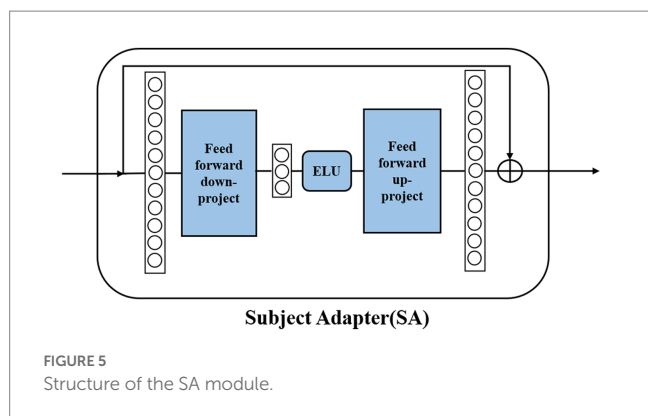 Feed
forward
down-
project
ELU
Feed
forward
up-
project
Subject Adapter(SA)
FIGURE 5
Structure of the SA module.